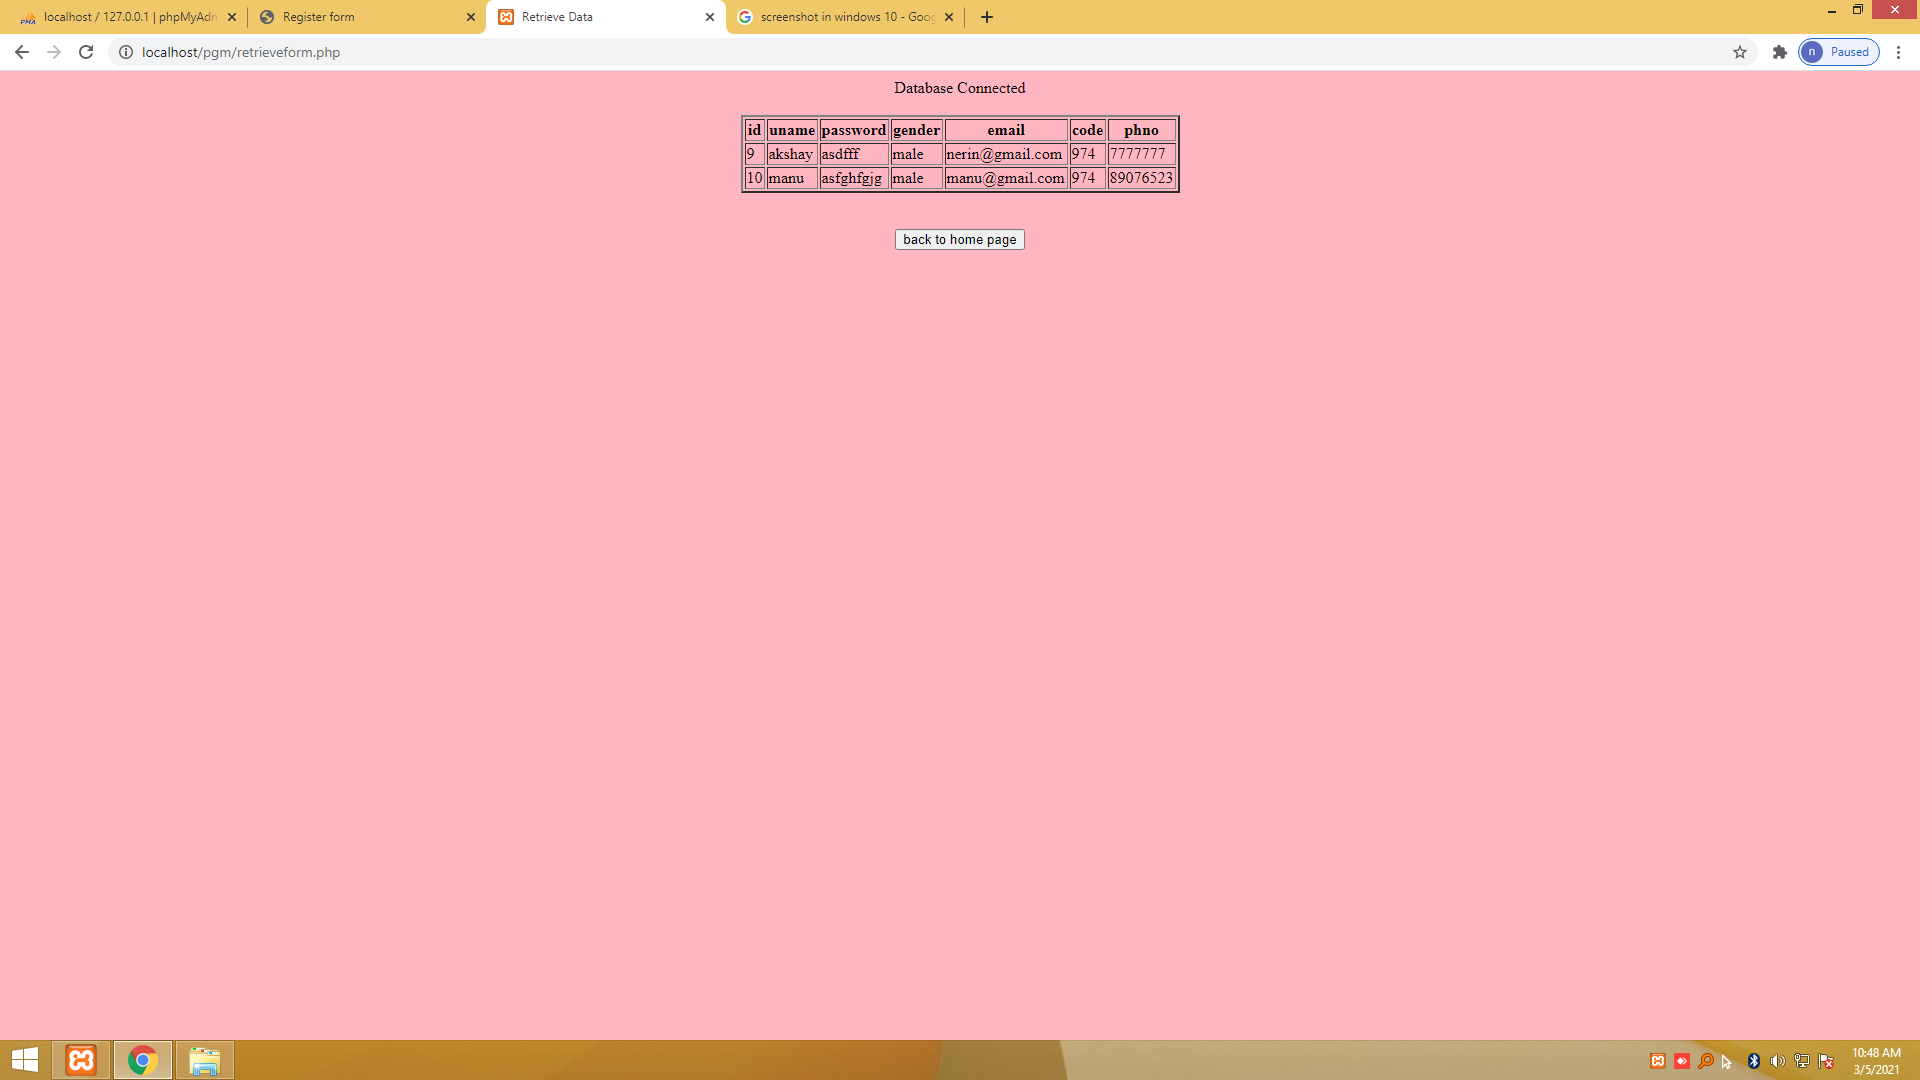 localhost / 127.0.0.1 | phpMyAdm
Register form
Retrieve Data
screenshot in windows 10 - Goog
localhost/pgm/retrieveform.php
n Paused
Database Connected
id uname password gender email code phno
9 akshay asdfff male nerin@gmail.com 974 7777777
10 manu asfghfgjg male manu@gmail.com 974 89076523
back to home page
10:48 AM
3/5/2021